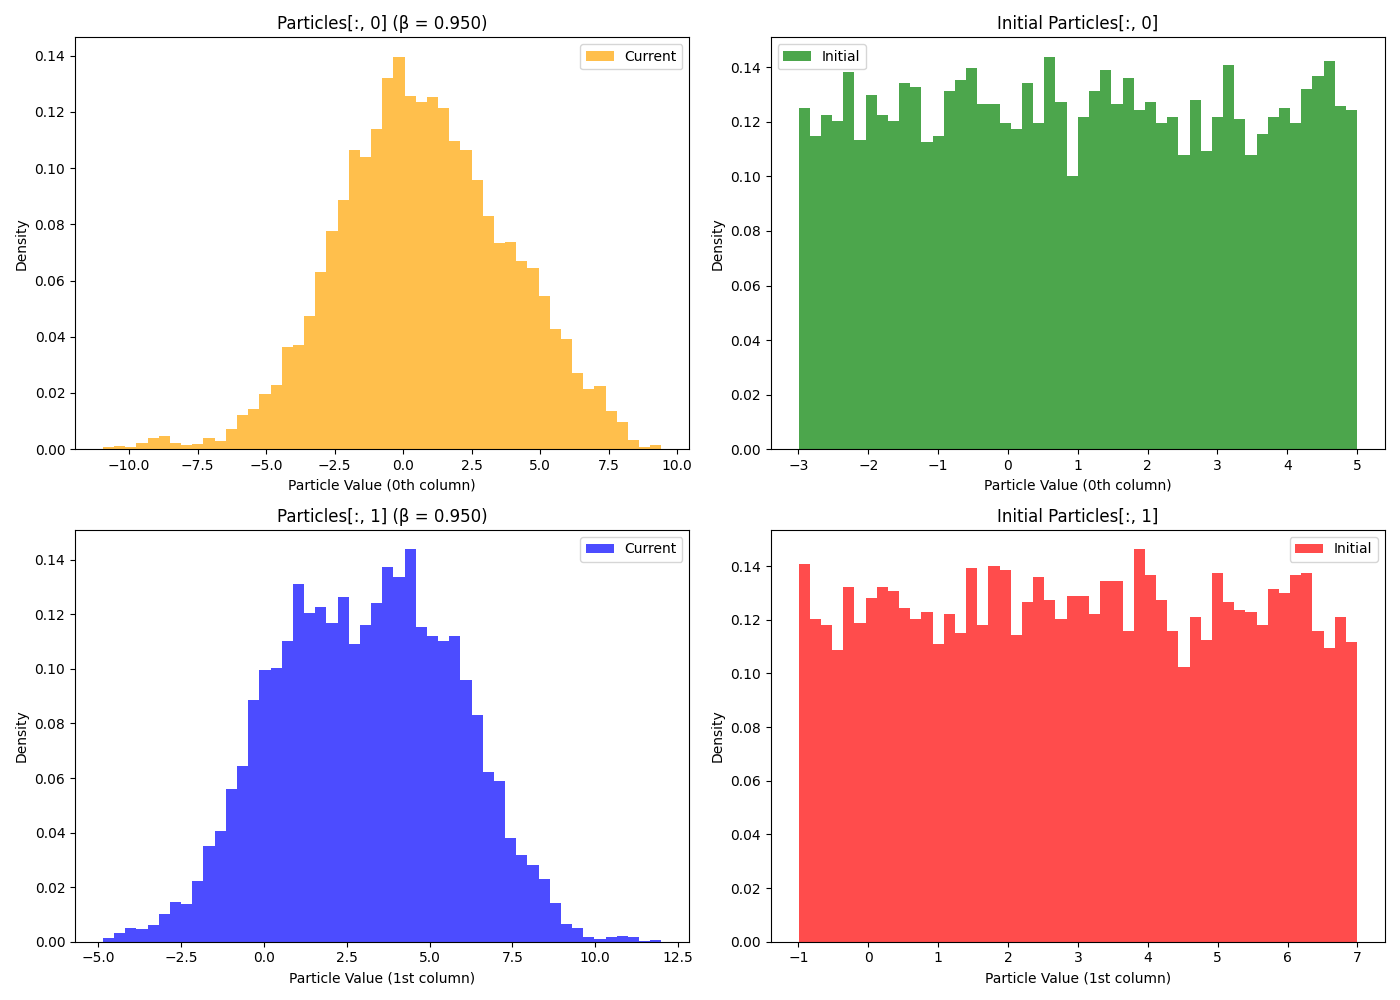 Particles[:, 0] (β = 0.950)
Current
Density
0.14
0.12
0.10
0.08
0.06
0.04
0.02
0.00
−10.0 −7.5 −5.0 −2.5 0.0 2.5 5.0 7.5 10.0
Particle Value (0th column)
Initial Particles[:, 0]
Initial
Density
0.14
0.12
0.10
0.08
0.06
0.04
0.02
0.00
−3 −2 −1 0 1 2 3 4 5
Particle Value (0th column)
Particles[:, 1] (β = 0.950)
Current
Density
0.14
0.12
0.10
0.08
0.06
0.04
0.02
0.00
−5.0 −2.5 0.0 2.5 5.0 7.5 10.0 12.5
Particle Value (1st column)
Initial Particles[:, 1]
Initial
Density
0.14
0.12
0.10
0.08
0.06
0.04
0.02
0.00
−1 0 1 2 3 4 5 6 7
Particle Value (1st column)